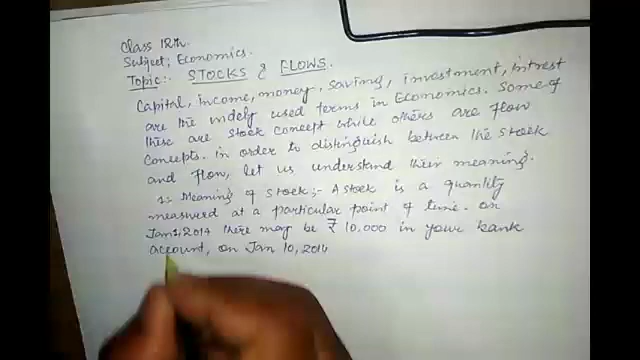 Class 12th.
Subject; Economics.
Topic:- STOCKS & FLOWS.
Capital, income, money, saving, investment, intrest
are the widely used terms in Economics. Some of
these are stock concept while others are flow
concepts. in order to distinguish between the stock
and flow, let us understand their meaning.
1:- Meaning of stock;- A stock is a quantity
measured at a particular point of time. on
Jan 1, 2014 there may be ₹ 10,000 in your bank
account, on Jan 10, 2014